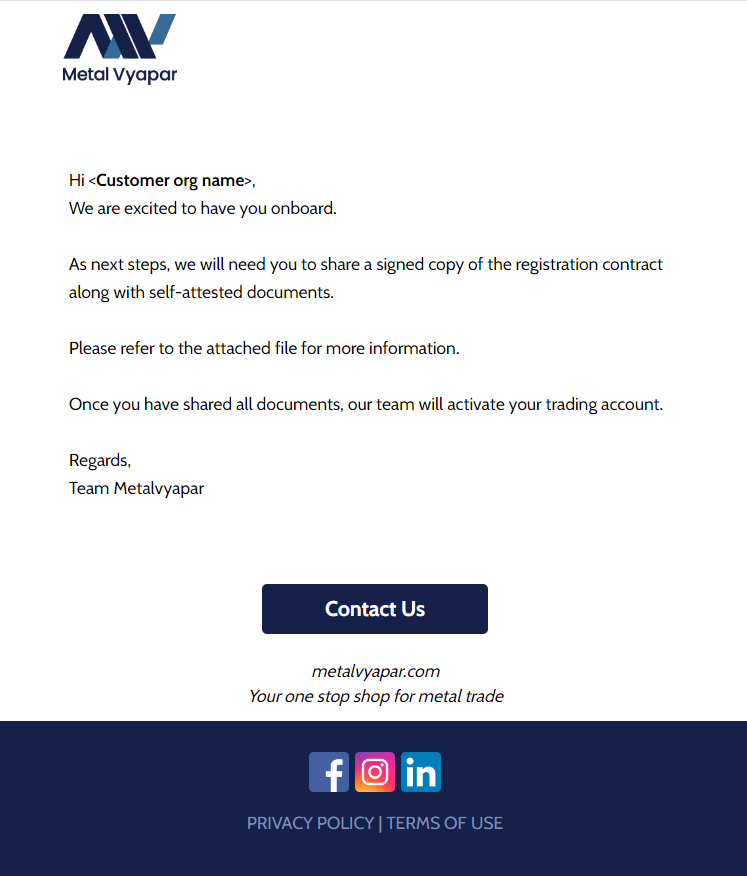 Metal Vyapar
Hi <Customer org name>,
We are excited to have you onboard.
As next steps, we will need you to share a signed copy of the registration contract
along with self-attested documents.
Please refer to the attached file for more information.
Once you have shared all documents, our team will activate your trading account.
Regards,
Team Metalvyapar
Contact Us
metalvyapar.com
Your one stop shop for metal trade
PRIVACY POLICY | TERMS OF USE